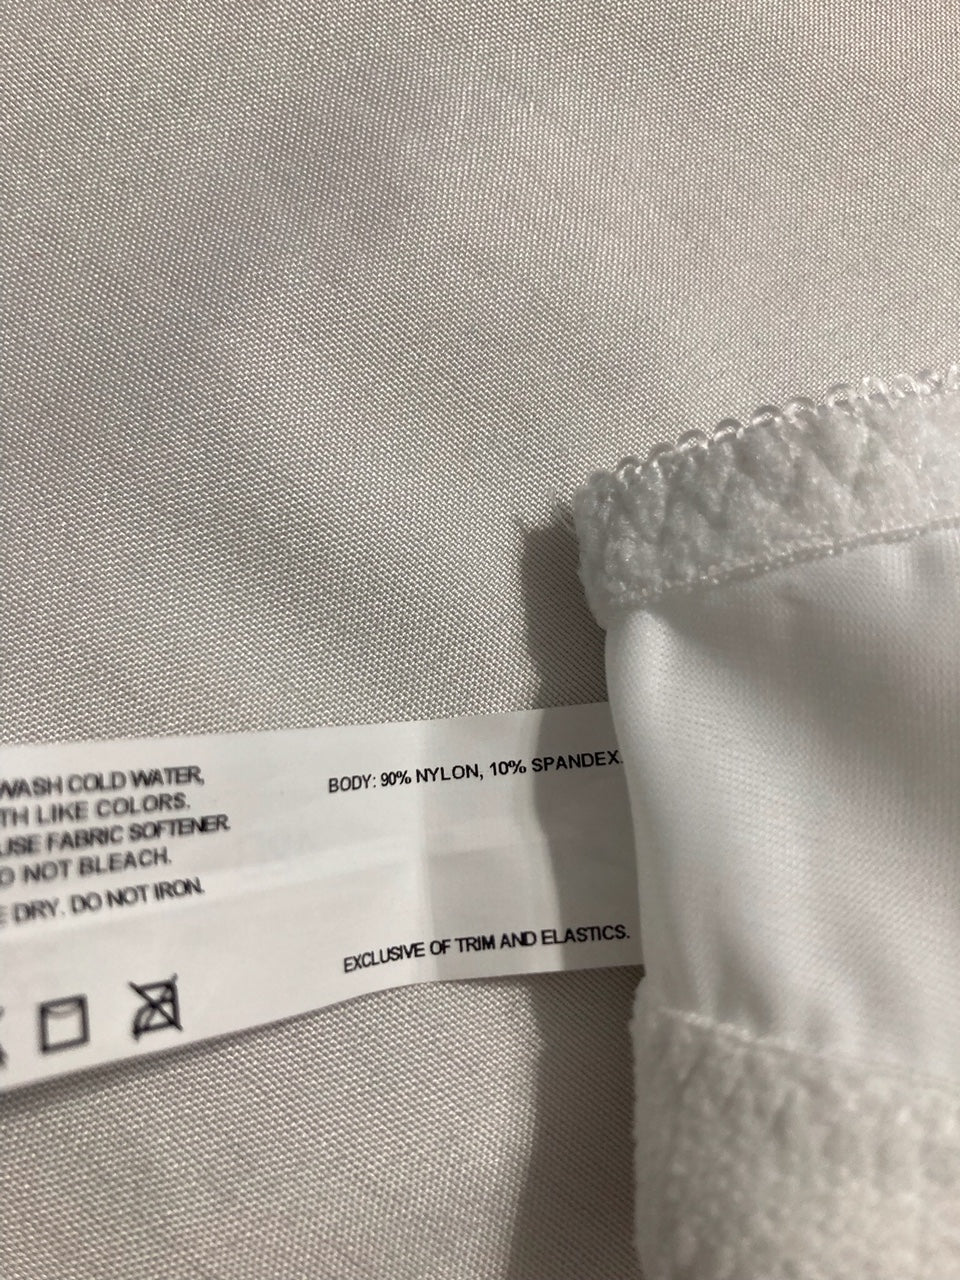 WASH COLD WATER,
TH LIKE COLORS.
USE FABRIC SOFTENER
O NOT BLEACH.
E DRY. DO NOT IRON.
BODY: 90% NYLON, 10% SPANDEX.
EXCLUSIVE OF TRIM AND ELASTICS.